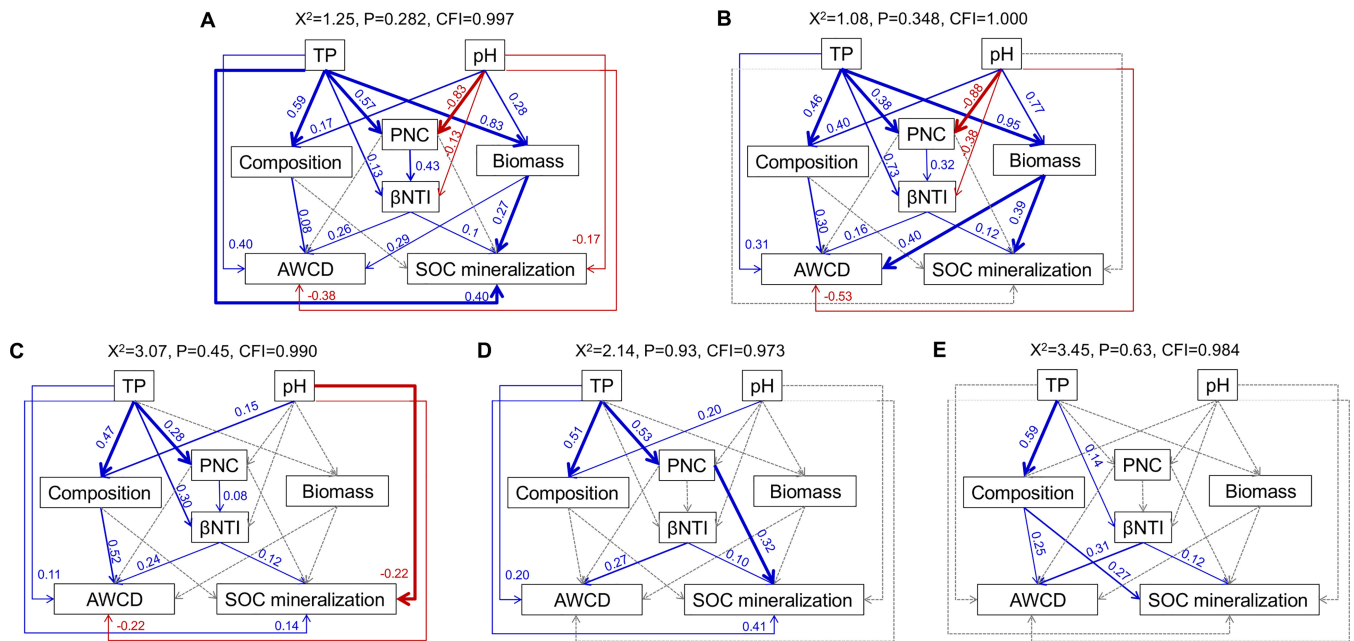 A
X²=1.25, P=0.282, CFI=0.997
TP
pH
0.59
0.57
-0.83
0.28
0.17
0.83
PNC
-0.13
Composition
0.13
0.43
Biomass
βNTI
0.08
0.26
0.29
0.1
0.27
0.40
-0.17
AWCD
SOC mineralization
-0.38
0.40
B
X²=1.08, P=0.348, CFI=1.000
TP
pH
0.46
0.38
-0.88
0.77
0.40
0.95
PNC
-0.38
Composition
0.73
0.32
Biomass
βNTI
0.30
0.16
0.40
0.12
0.39
0.31
AWCD
SOC mineralization
-0.53
C
X²=3.07, P=0.45, CFI=0.990
TP
pH
0.15
0.47
0.28
PNC
Composition
0.30
0.08
Biomass
βNTI
0.52
0.24
0.12
0.11
-0.22
AWCD
SOC mineralization
-0.22
0.14
D
X²=2.14, P=0.93, CFI=0.973
TP
pH
0.20
0.51
0.53
PNC
Composition
Biomass
βNTI
0.32
0.27
0.10
0.20
AWCD
SOC mineralization
0.41
E
X²=3.45, P=0.63, CFI=0.984
TP
pH
0.59
0.14
PNC
Composition
Biomass
βNTI
0.25
0.31
0.27
0.12
AWCD
SOC mineralization